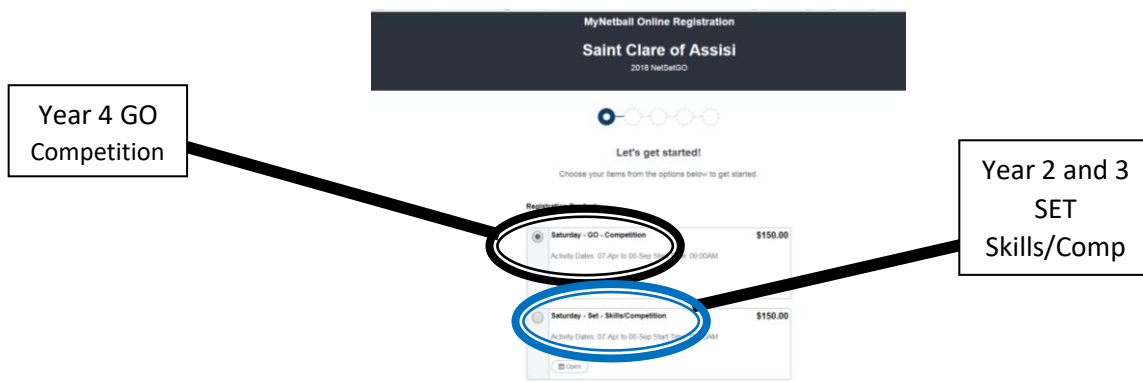 MyNetball Online Registration
Saint Clare of Assisi
2018 NetSetGO
Year 4 GO
Competition
Let's get started!
Choose your items from the options below to get started.
Year 2 and 3
SET
Skills/Comp
Saturday - GO - Competition $150.00
Activity Dates: 07-Apr to 08-Sep 09:00AM
Saturday - Set - Skills/Competition $150.00
Activity Dates: 07-Apr to 08-Sep Start
Open